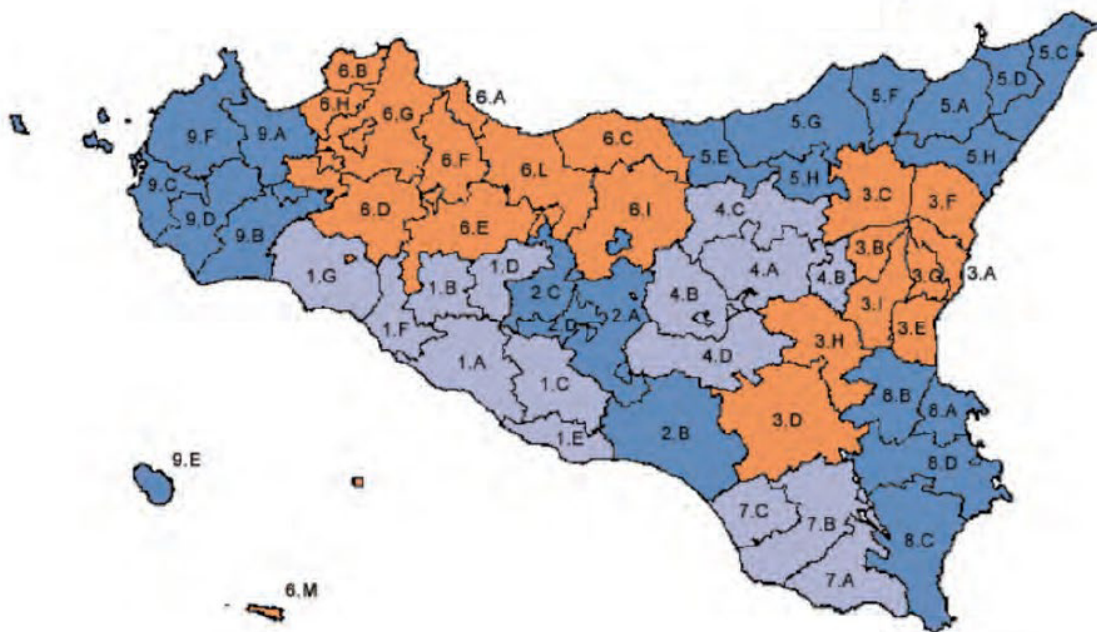 5.C
6.B
5.D
6.A
5.F
6.H
5.A
6.G
5.G
9.F
9.A
6.C
6.F
5.E
5.H
6.L
5.H
9.C
3.C
3.F
6.I
9.D
6.D
4.C
6.E
9.B
3.B
1.D
3.G
3.A
1.G
4.A
4.B
1.B
2.C
4.B
3.I
2.A
2.D
1.F
3.E
3.H
4.D
1.A
1.C
8.B
8.A
3.D
2.B
1.E
9.E
8.D
7.C
7.B
8.C
7.A
6.M